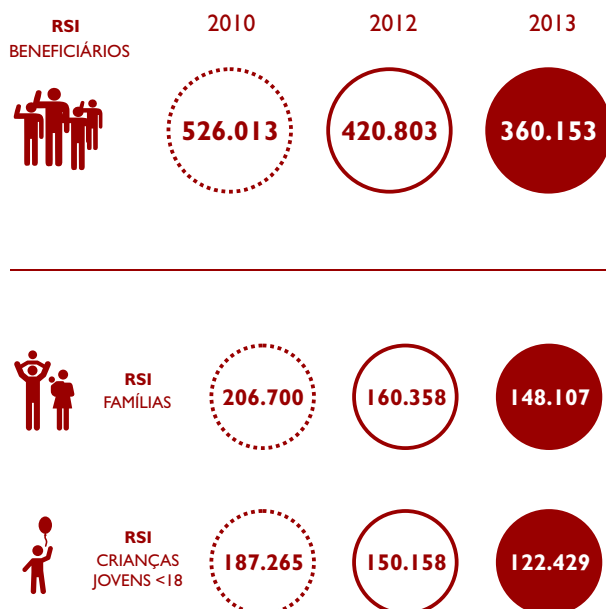 RSI
BENEFICIÁRIOS
2010
2012
2013
526.013
420.803
360.153
RSI
FAMÍLIAS
206.700
160.358
148.107
RSI
CRIANÇAS
JOVENS <18
187.265
150.158
122.429